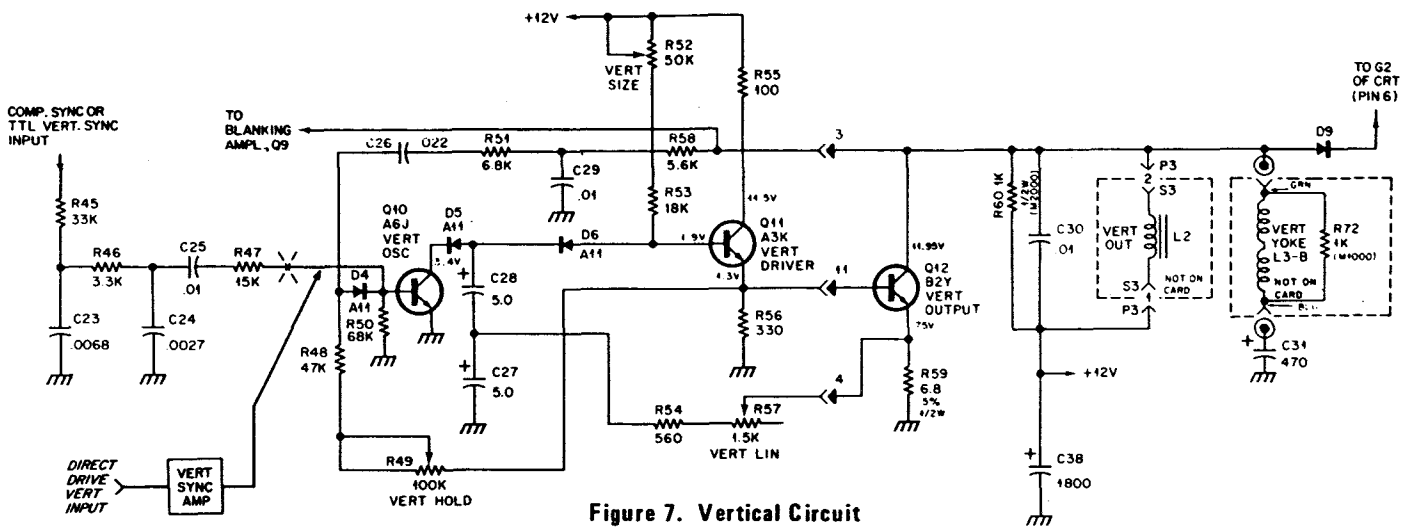 +12V
R52
50K
VERT
SIZE
R55
100
TO G2
OF CRT
(PIN 6)
COMP. SYNC OR
TTL VERT. SYNC
INPUT
TO
BLANKING
AMPL., Q9
D9
C26
.022
R51
6.8K
R58
5.6K
3
C29
.01
R53
18K
11.5V
R45
33K
R60 1K
1/2W
(M2000)
C30
.01
P3
2
S3
VERT
OUT
L2
NOT ON
CARD
S3
1
P3
GRN
VERT
YOKE
L3-B
R72
1K
(M1000)
NOT ON
CARD
Q10
A6J
VERT
OSC
D5
A11
D6
A11
1.9V
Q11
A3K
VERT
DRIVER
11.95V
3.4V
1.3V
11
Q12
B2Y
VERT
OUTPUT
.75V
R46
3.3K
C25
.01
R47
15K
D4
A11
R50
68K
+
C28
5.0
R56
330
C23
.0068
C24
.0027
R48
47K
+
C27
5.0
4
R59
6.8
5%
1/2W
+
C31
470
+12V
R54
560
R57
1.5K
VERT LIN
R49
100K
VERT HOLD
+
C38
1800
DIRECT
DRIVE
VERT
INPUT
VERT
SYNC
AMP
Figure 7. Vertical Circuit